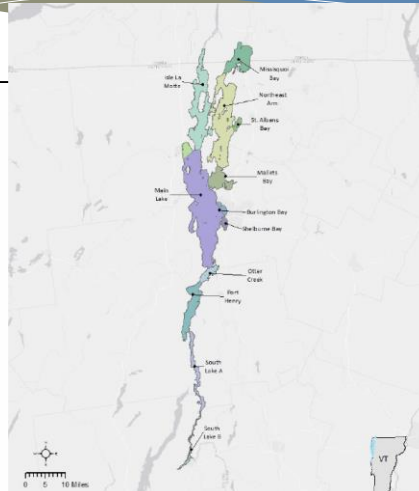 Missisquoi
Bay
Isle La
Motte
Northeast
Arm
St. Albans
Bay
Malletts
Bay
Main
Lake
Burlington Bay
Shelburne Bay
Otter
Creek
Port
Henry
South
Lake A
South
Lake B
0 5 10 Miles
VT